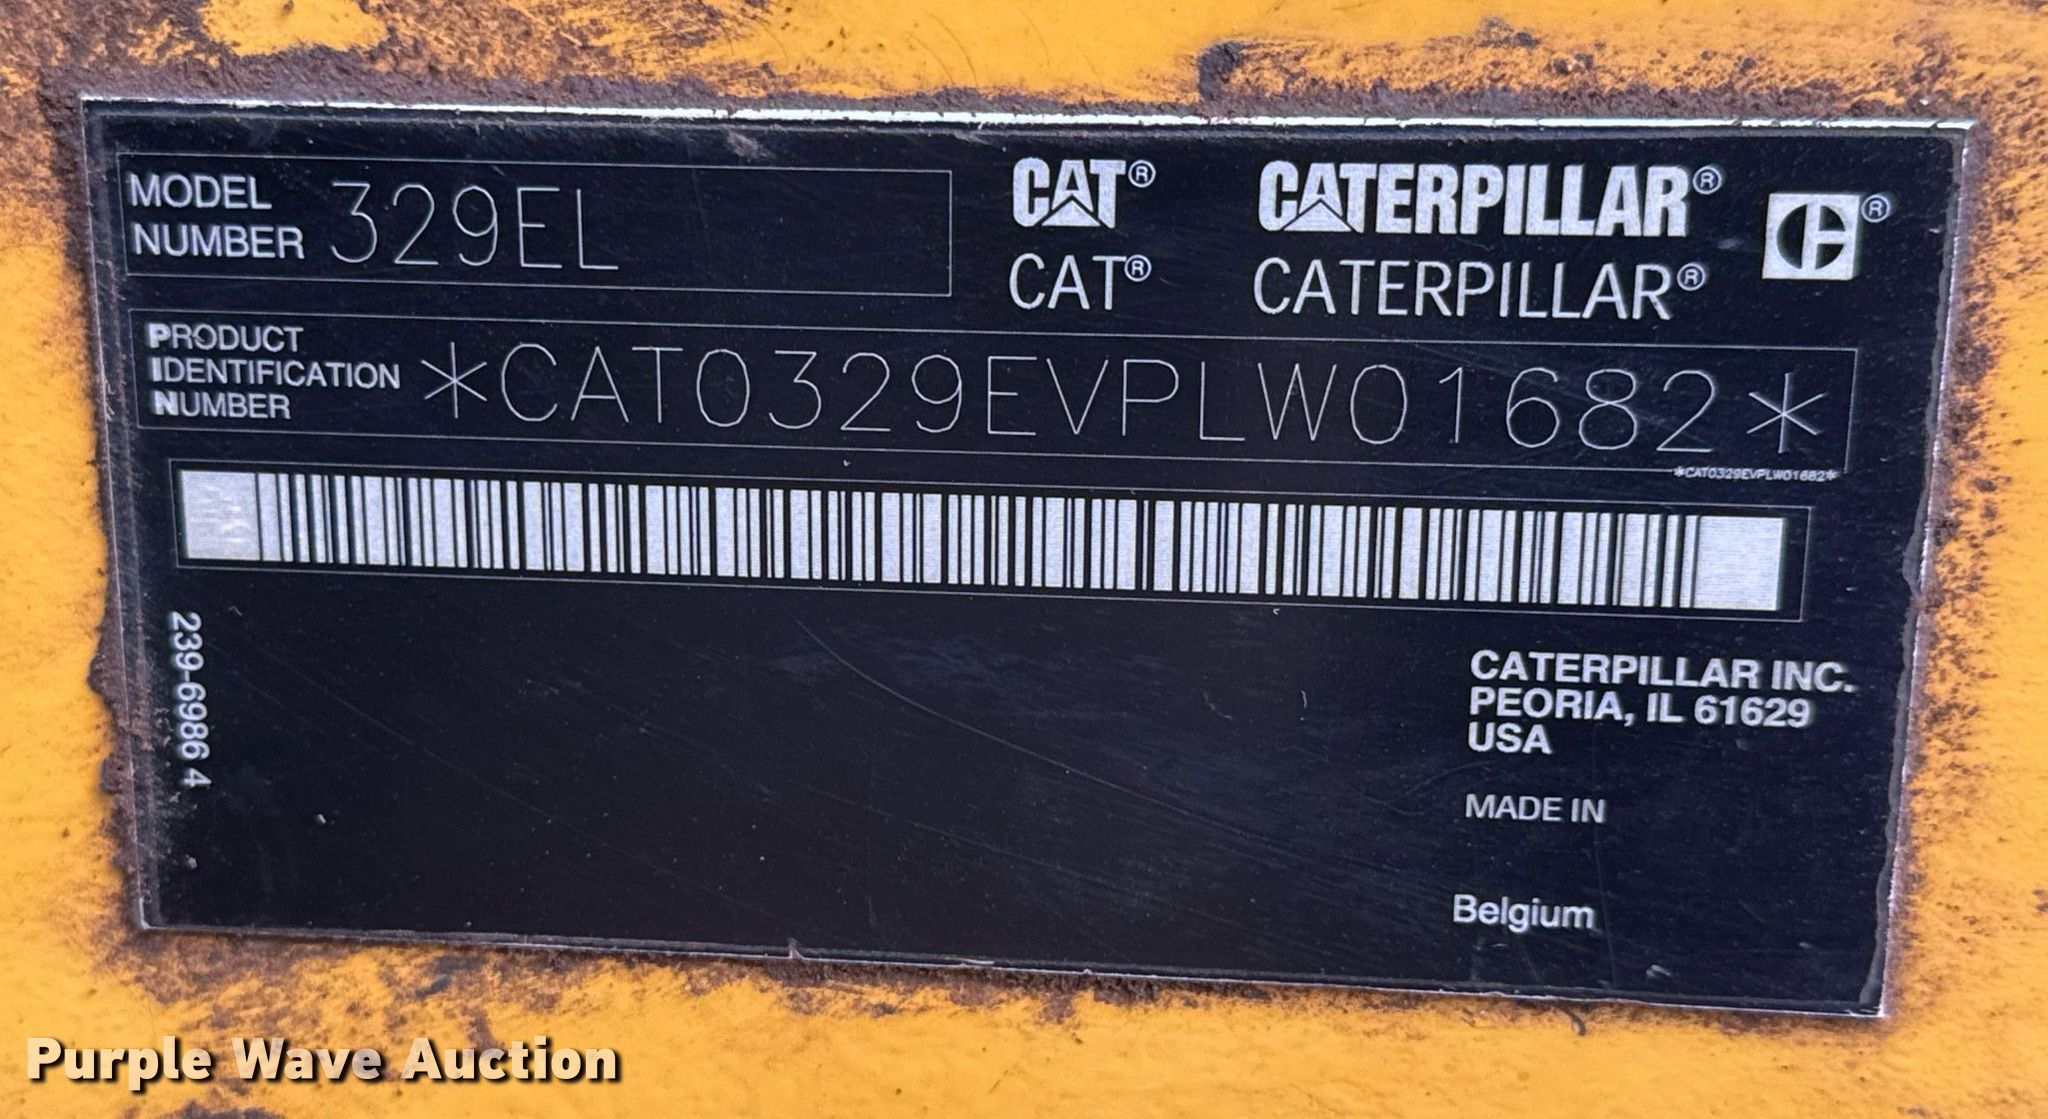 MODEL
NUMBER 329EL
CAT® CATERPILLAR® ®
CAT® CATERPILLAR®
PRODUCT
IDENTIFICATION
NUMBER
*CAT0329EVPLW01682*
*CAT0329EVPLW01682*
239-6986 4
CATERPILLAR INC.
PEORIA, IL 61629
USA
MADE IN
Belgium
Purple Wave Auction